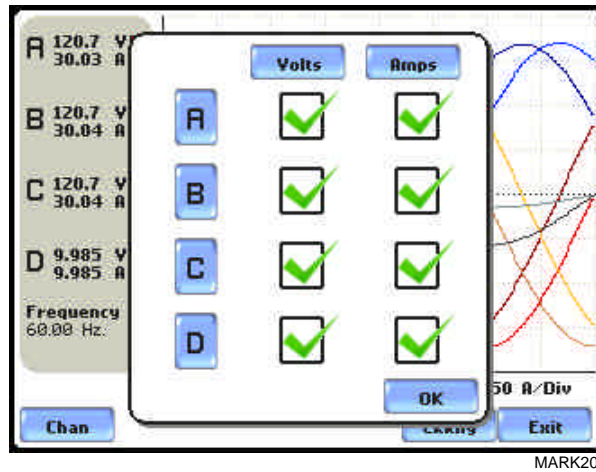 A 120.7 V
30.03 A
B 120.7 V
30.04 A
C 120.7 V
30.04 A
D 9.985 V
9.985 A
Frequency
60.00 Hz.
Volts Amps
A
B
C
D
OK
50 A/Div
Chan
Exit
MARK20